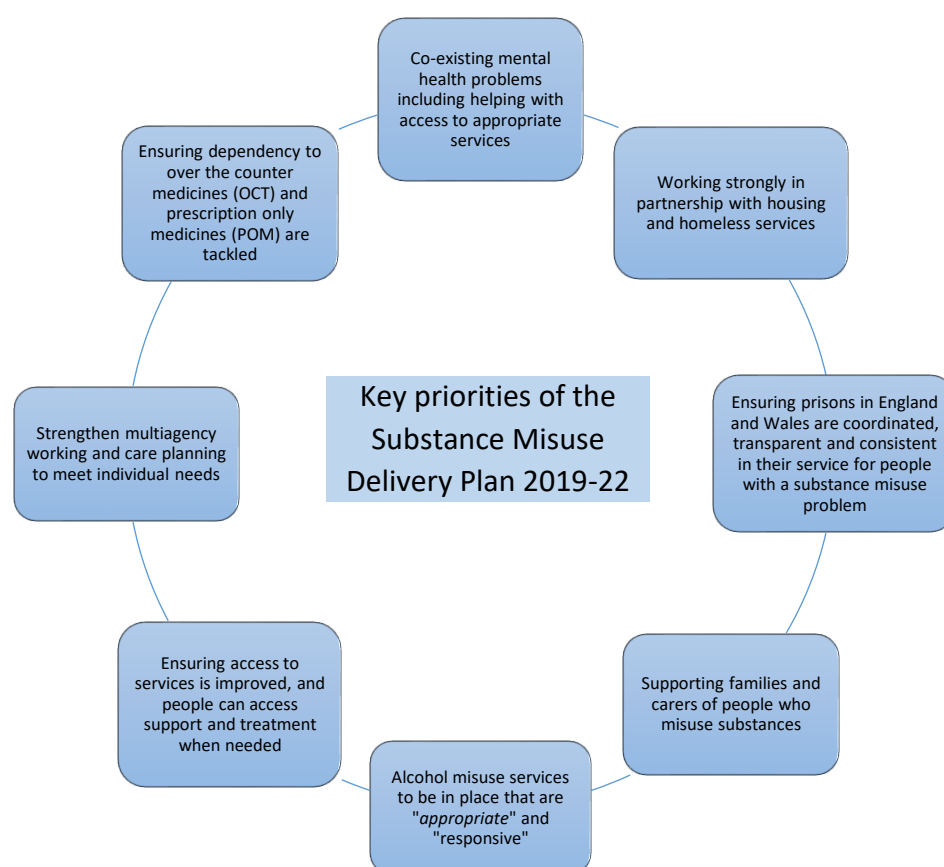 Co-existing mental
health problems
including helping with
access to appropriate
services
Working strongly in
partnership with housing
and homeless services
Ensuring prisons in England
and Wales are coordinated,
transparent and consistent
in their service for people
with a substance misuse
problem
Supporting families and
carers of people who
misuse substances
Alcohol misuse services
to be in place that are
"appropriate" and
"responsive"
Ensuring access to
services is improved, and
people can access
support and treatment
when needed
Strengthen multiagency
working and care planning
to meet individual needs
Ensuring dependency to
over the counter
medicines (OCT) and
prescription only
medicines (POM) are
tackled
Key priorities of the
Substance Misuse
Delivery Plan 2019-22